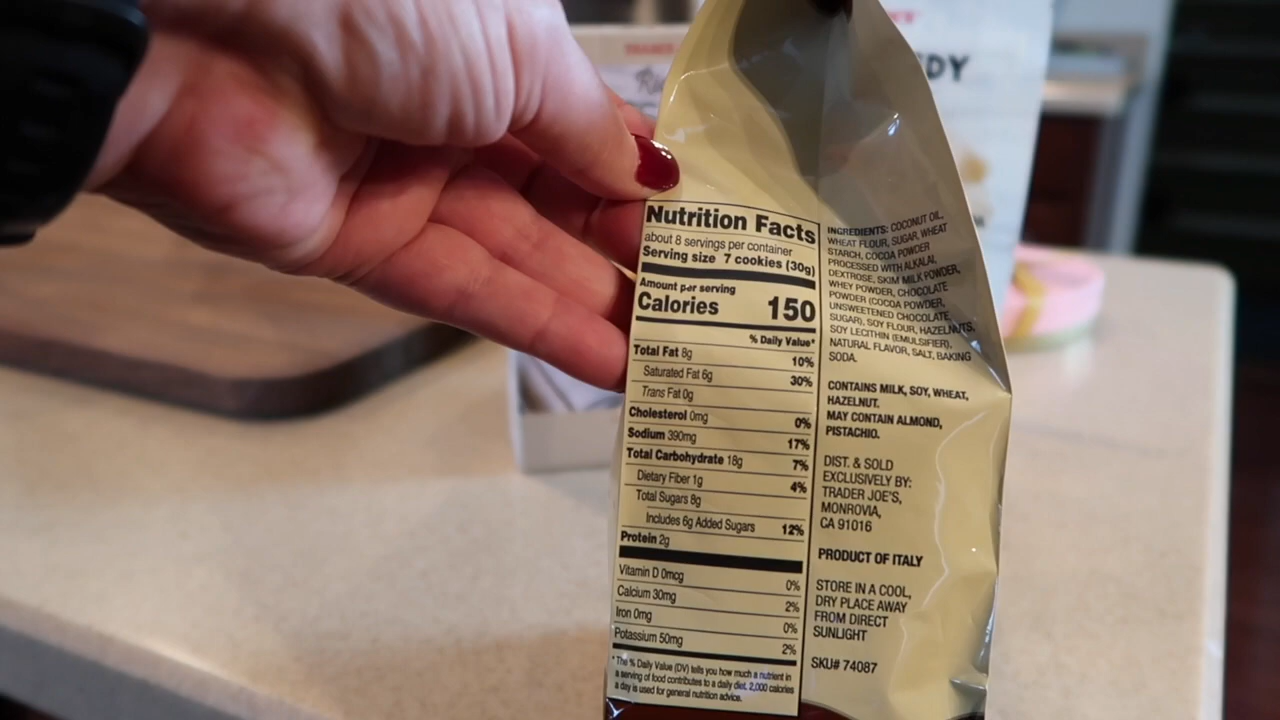 TRADER
DY
Nutrition Facts
about 8 servings per container
Serving size 7 cookies (30g)
Amount per serving
Calories 150
% Daily Value*
Total Fat 8g 10%
Saturated Fat 6g 30%
Trans Fat 0g
Cholesterol 0mg 0%
Sodium 390mg 17%
Total Carbohydrate 18g 7%
Dietary Fiber 1g 4%
Total Sugars 8g
Includes 6g Added Sugars 12%
Protein 2g
Vitamin D 0mcg 0%
Calcium 30mg 2%
Iron 0mg 0%
Potassium 50mg 2%
* The % Daily Value (DV) tells you how much a nutrient in
a serving of food contributes to a daily diet. 2,000 calories
a day is used for general nutrition advice.
INGREDIENTS: COCONUT OIL,
WHEAT FLOUR, SUGAR, WHEAT
STARCH, COCOA POWDER
PROCESSED WITH ALKALAI,
DEXTROSE, SKIM MILK POWDER,
WHEY POWDER, CHOCOLATE
POWDER (COCOA POWDER,
UNSWEETENED CHOCOLATE,
SUGAR), SOY FLOUR, HAZELNUTS,
SOY LECITHIN (EMULSIFIER),
NATURAL FLAVOR, SALT, BAKING
SODA.
CONTAINS MILK, SOY, WHEAT,
HAZELNUT.
MAY CONTAIN ALMOND,
PISTACHIO.
DIST. & SOLD
EXCLUSIVELY BY:
TRADER JOE'S,
MONROVIA,
CA 91016
PRODUCT OF ITALY
STORE IN A COOL,
DRY PLACE AWAY
FROM DIRECT
SUNLIGHT
SKU# 74087